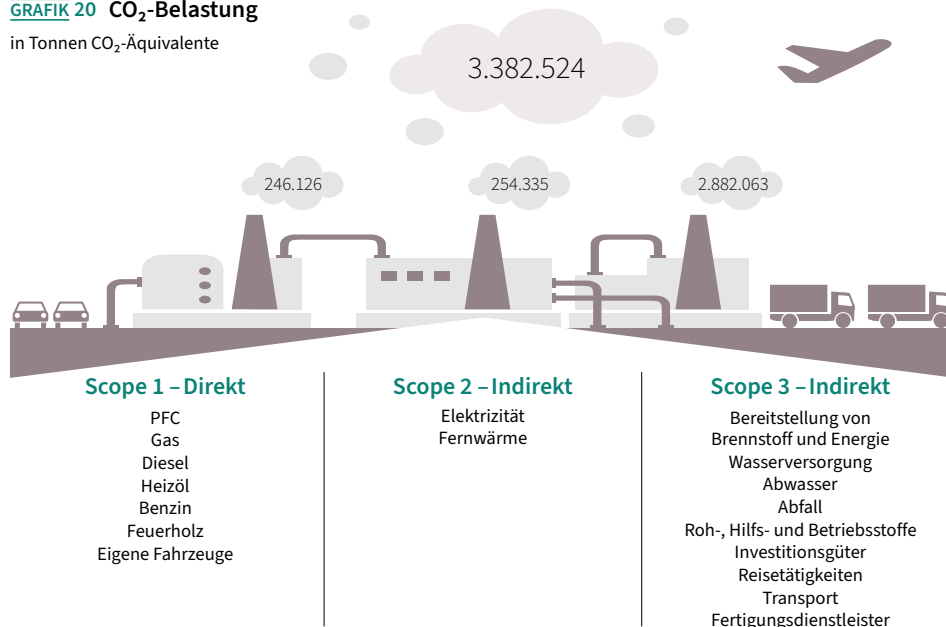 GRAFIK 20 CO₂-Belastung
in Tonnen CO₂-Äquivalente
3.382.524
246.126
254.335
2.882.063
Scope 1 – Direkt
PFC
Gas
Diesel
Heizöl
Benzin
Feuerholz
Eigene Fahrzeuge
Scope 2 – Indirekt
Elektrizität
Fernwärme
Scope 3 – Indirekt
Bereitstellung von
Brennstoff und Energie
Wasserversorgung
Abwasser
Abfall
Roh-, Hilfs- und Betriebsstoffe
Investitionsgüter
Reisetätigkeiten
Transport
Fertigungsdienstleister